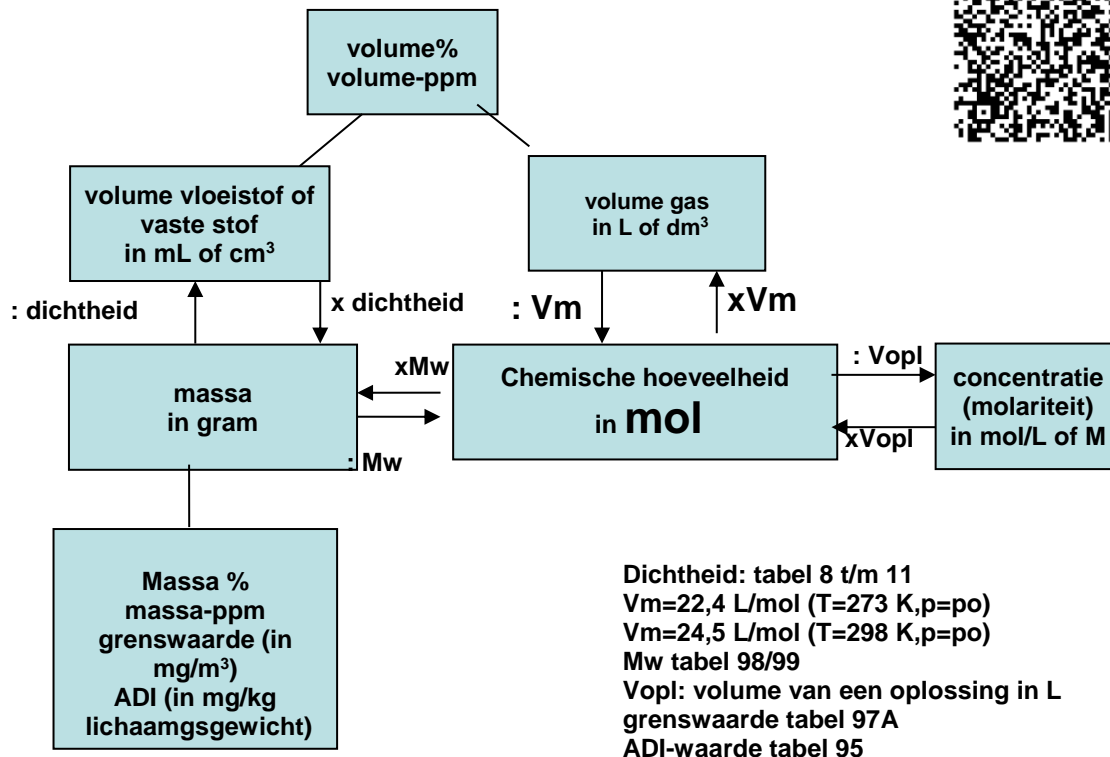 volume%
volume-ppm
volume vloeistof of
vaste stof
in mL of cm³
volume gas
in L of dm³
: dichtheid
x dichtheid
: Vm
xVm
massa
in gram
xMw
: Mw
Chemische hoeveelheid
in mol
: Vopl
xVopl
concentratie
(molariteit)
in mol/L of M
Massa %
massa-ppm
grenswaarde (in
mg/m³)
ADI (in mg/kg
lichaamgsgewicht)
Dichtheid: tabel 8 t/m 11
Vm=22,4 L/mol (T=273 K,p=po)
Vm=24,5 L/mol (T=298 K,p=po)
Mw tabel 98/99
Vopl: volume van een oplossing in L
grenswaarde tabel 97A
ADI-waarde tabel 95